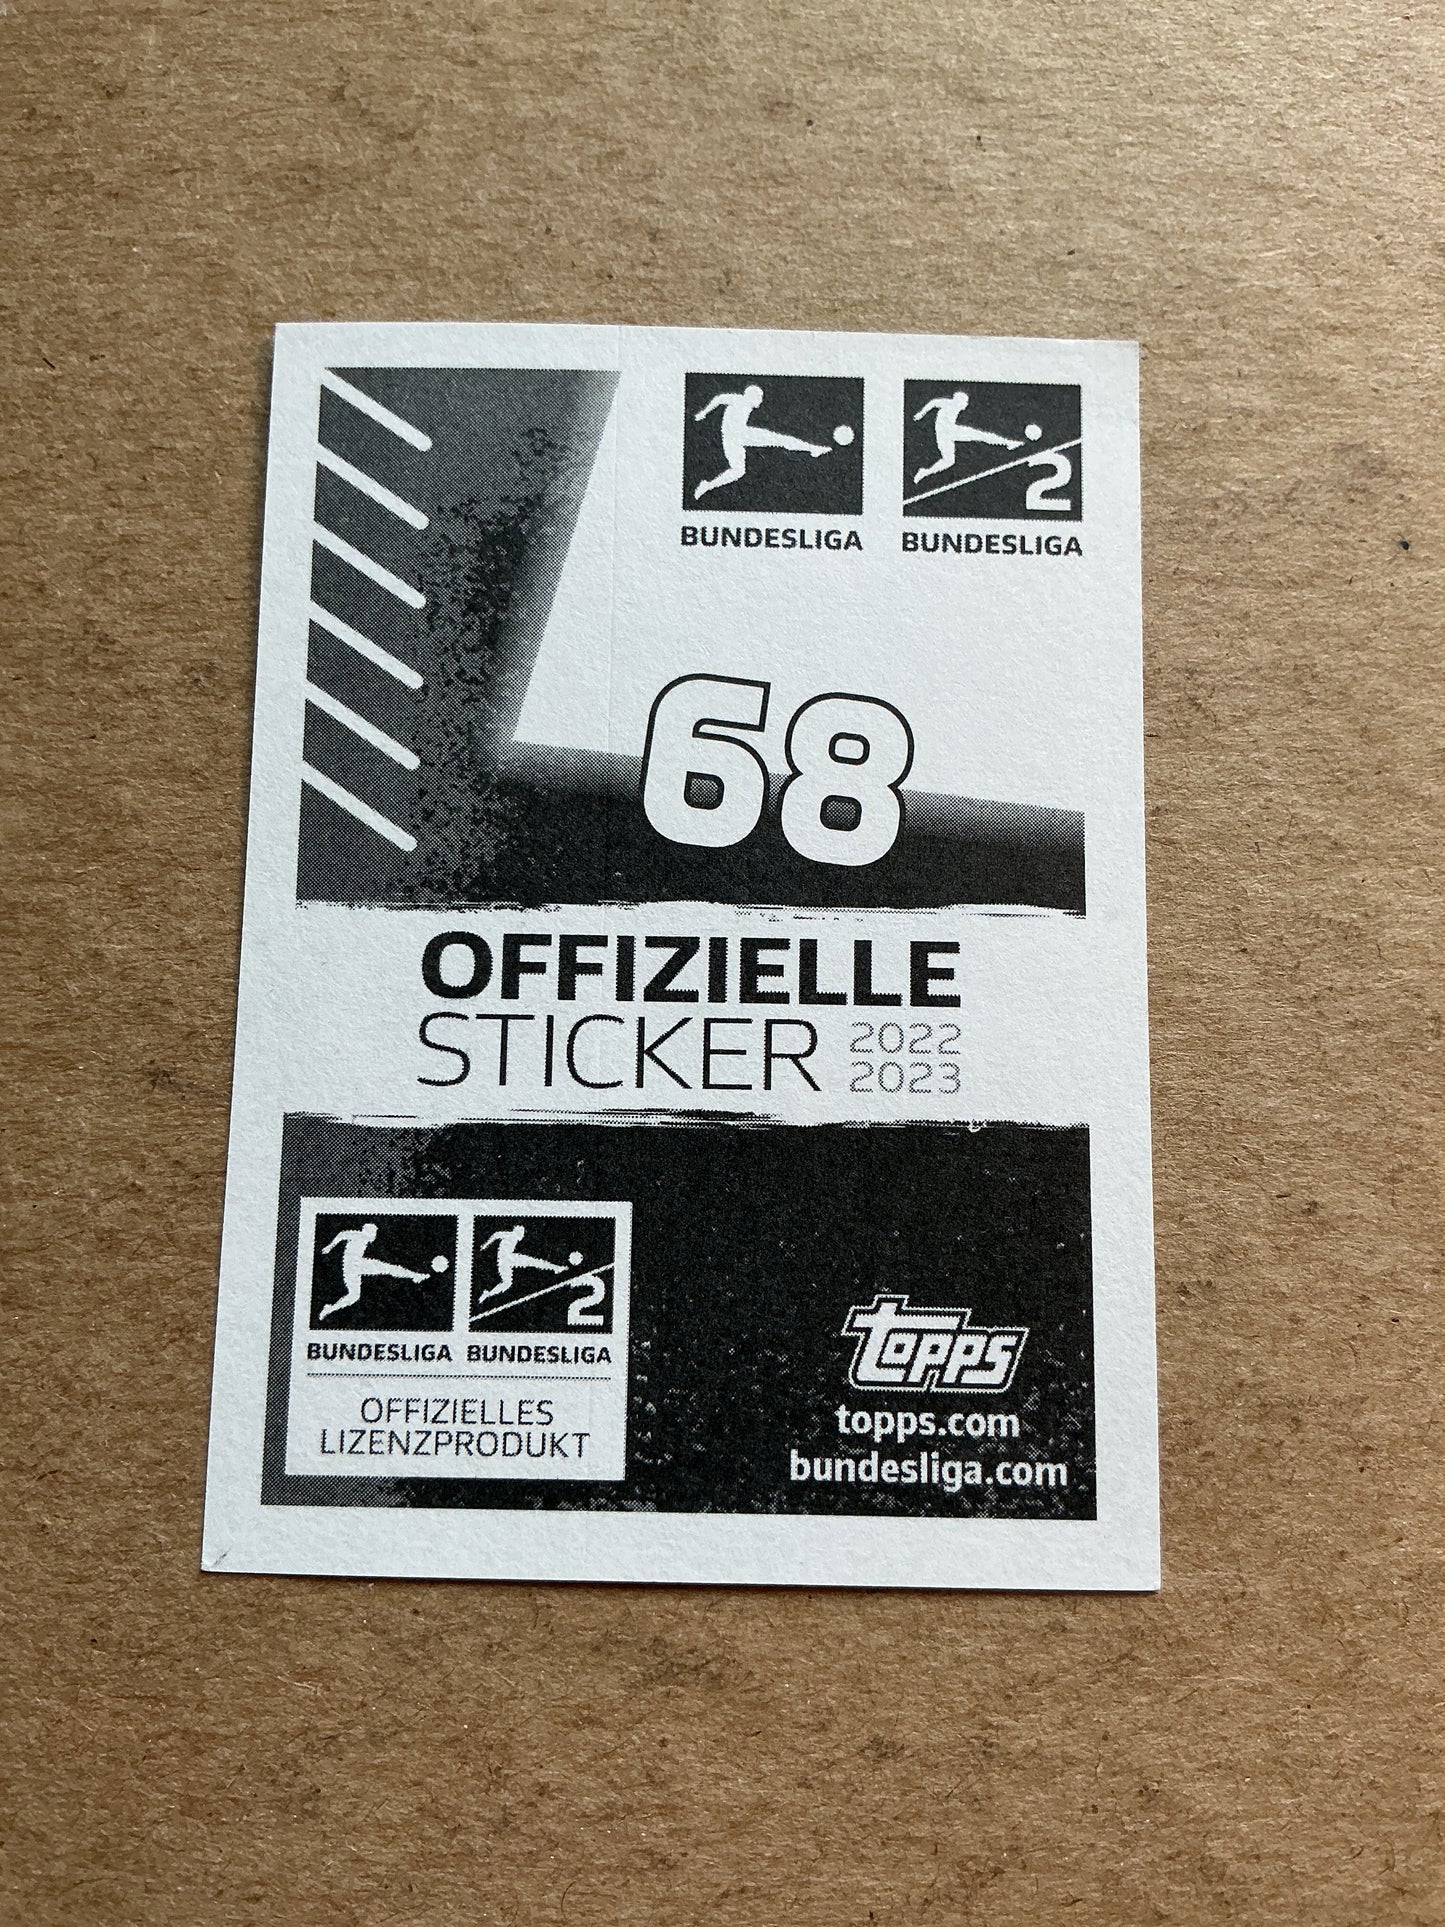 BUNDESLIGA
2
BUNDESLIGA
68
OFFIZIELLE
STICKER 2022
2023
BUNDESLIGA
2
BUNDESLIGA
OFFIZIELLES
LIZENZPRODUKT
topps
topps.com
bundesliga.com